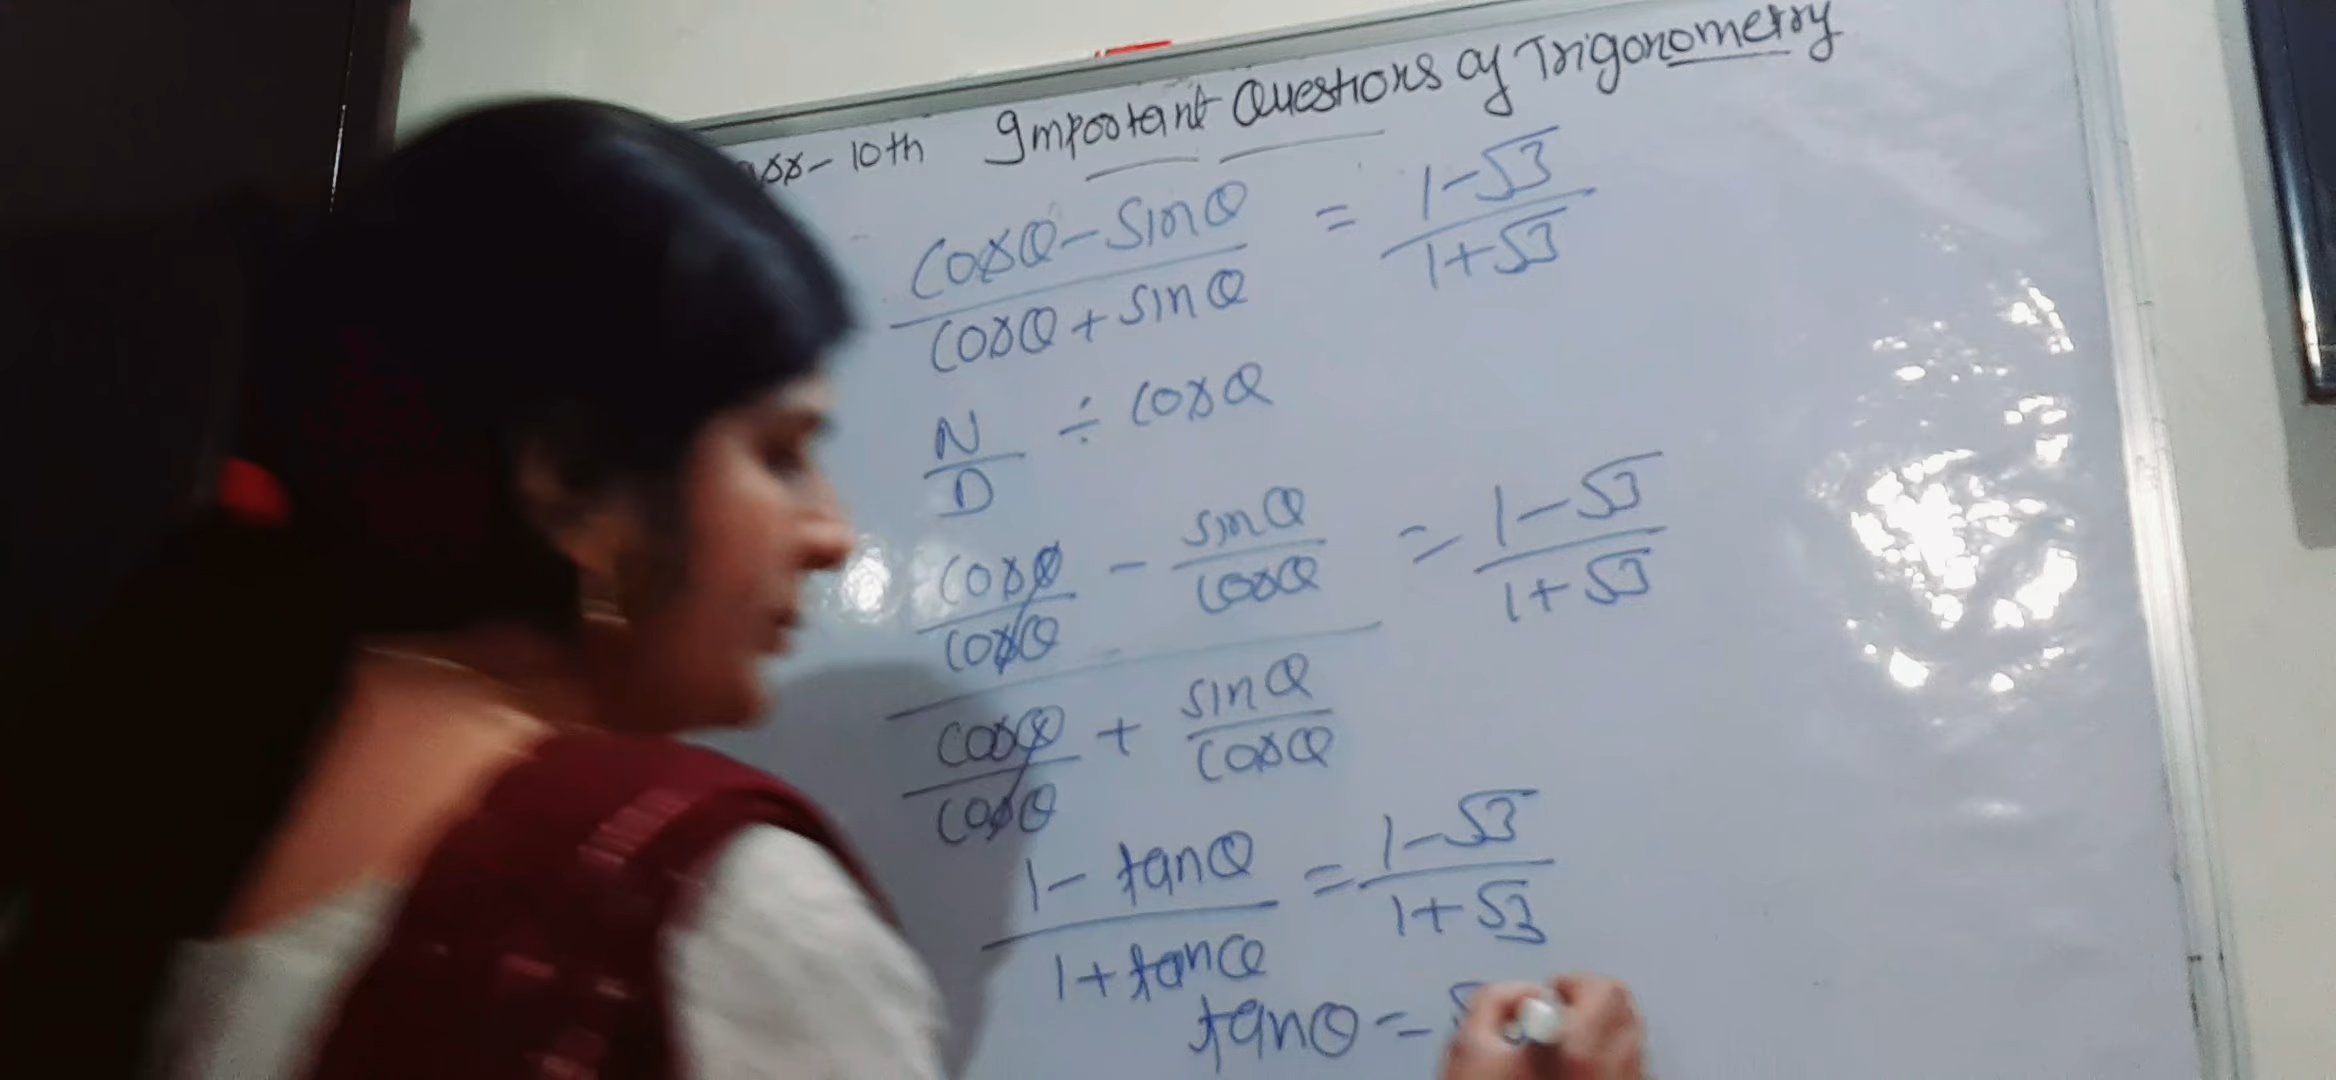 10th Important Questions of Trigonometry
cosθ - sinθ / cosθ + sinθ = 1-√3 / 1+√3
N/D ÷ cosθ
cosθ/cosθ - sinθ/cosθ / cosθ/cosθ + sinθ/cosθ = 1-√3 / 1+√3
1- tanθ / 1+tanθ = 1-√3 / 1+√3
tanθ =